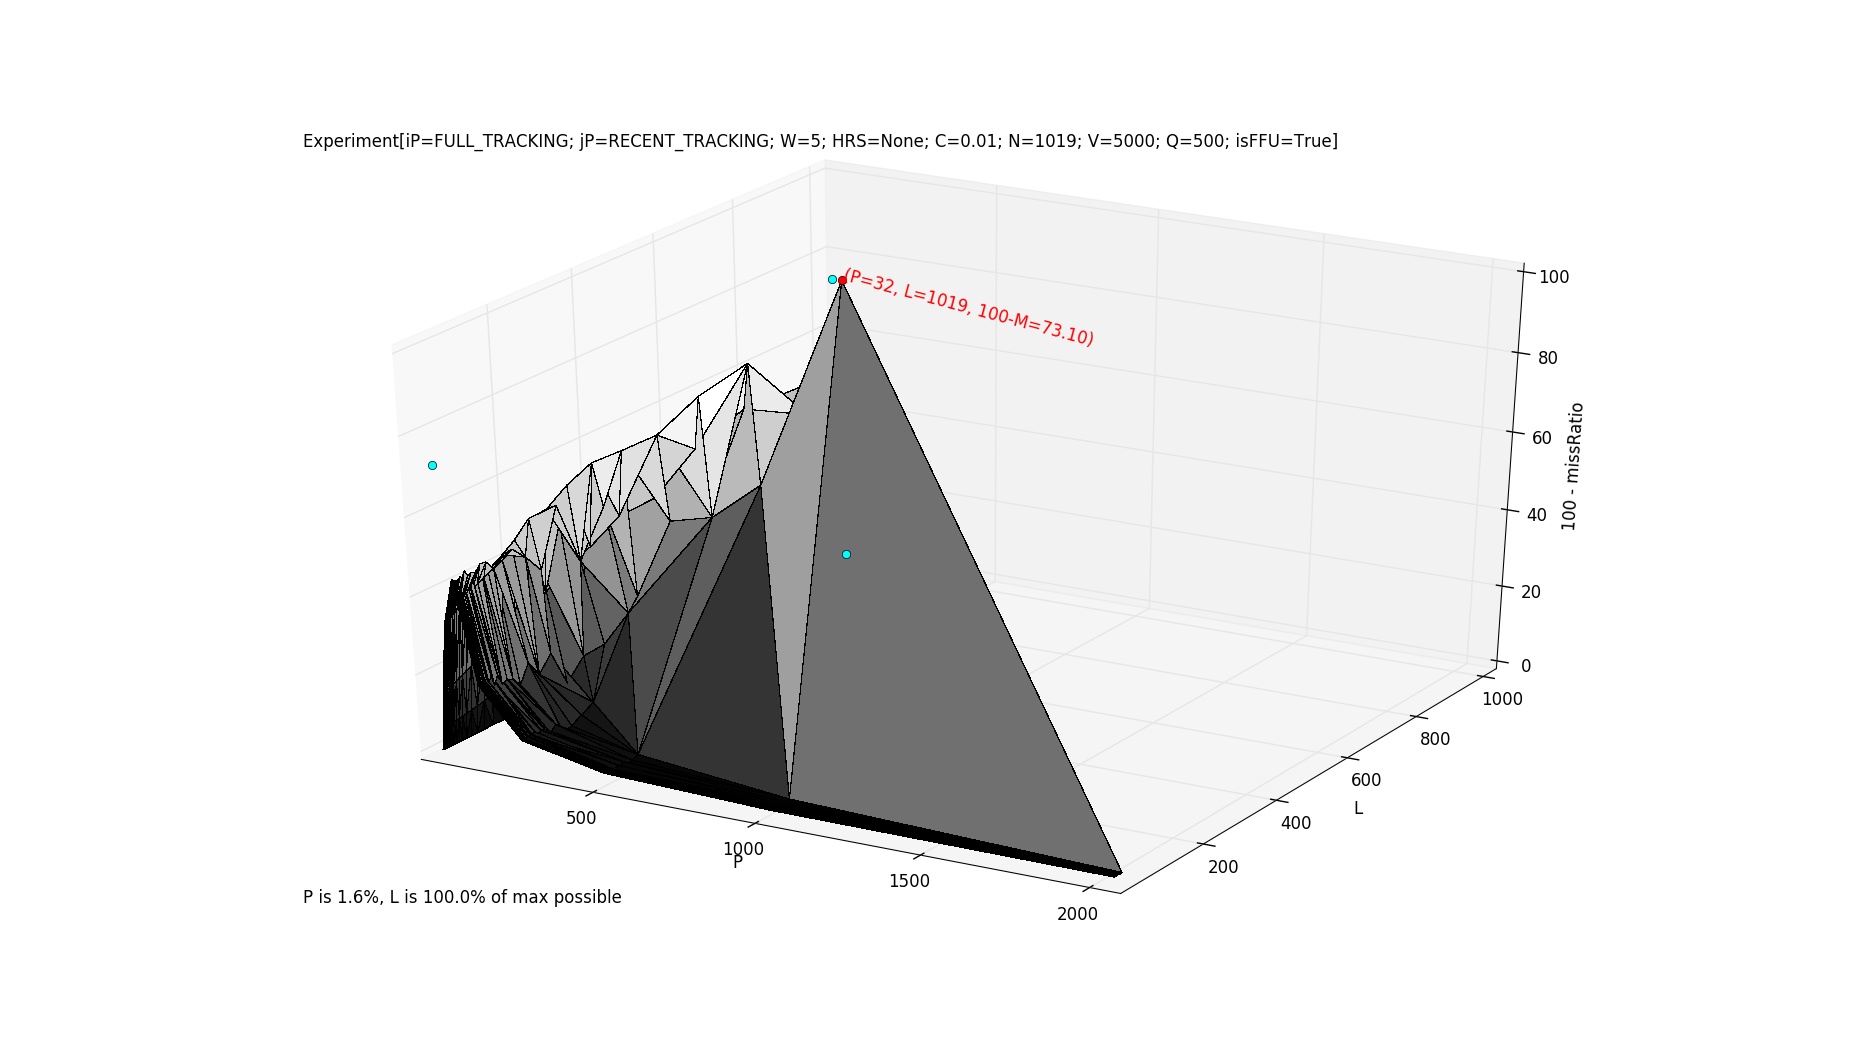 Experiment[iP=FULL_TRACKING; jP=RECENT_TRACKING; W=5; HRS=None; C=0.01; N=1019; V=5000; Q=500; isFFU=True]
(P=32, L=1019, 100-M=73.10)
100
80
60
40
20
0
100 - missRatio
1000
800
600
400
200
L
500
1000
1500
2000
P
P is 1.6%, L is 100.0% of max possible